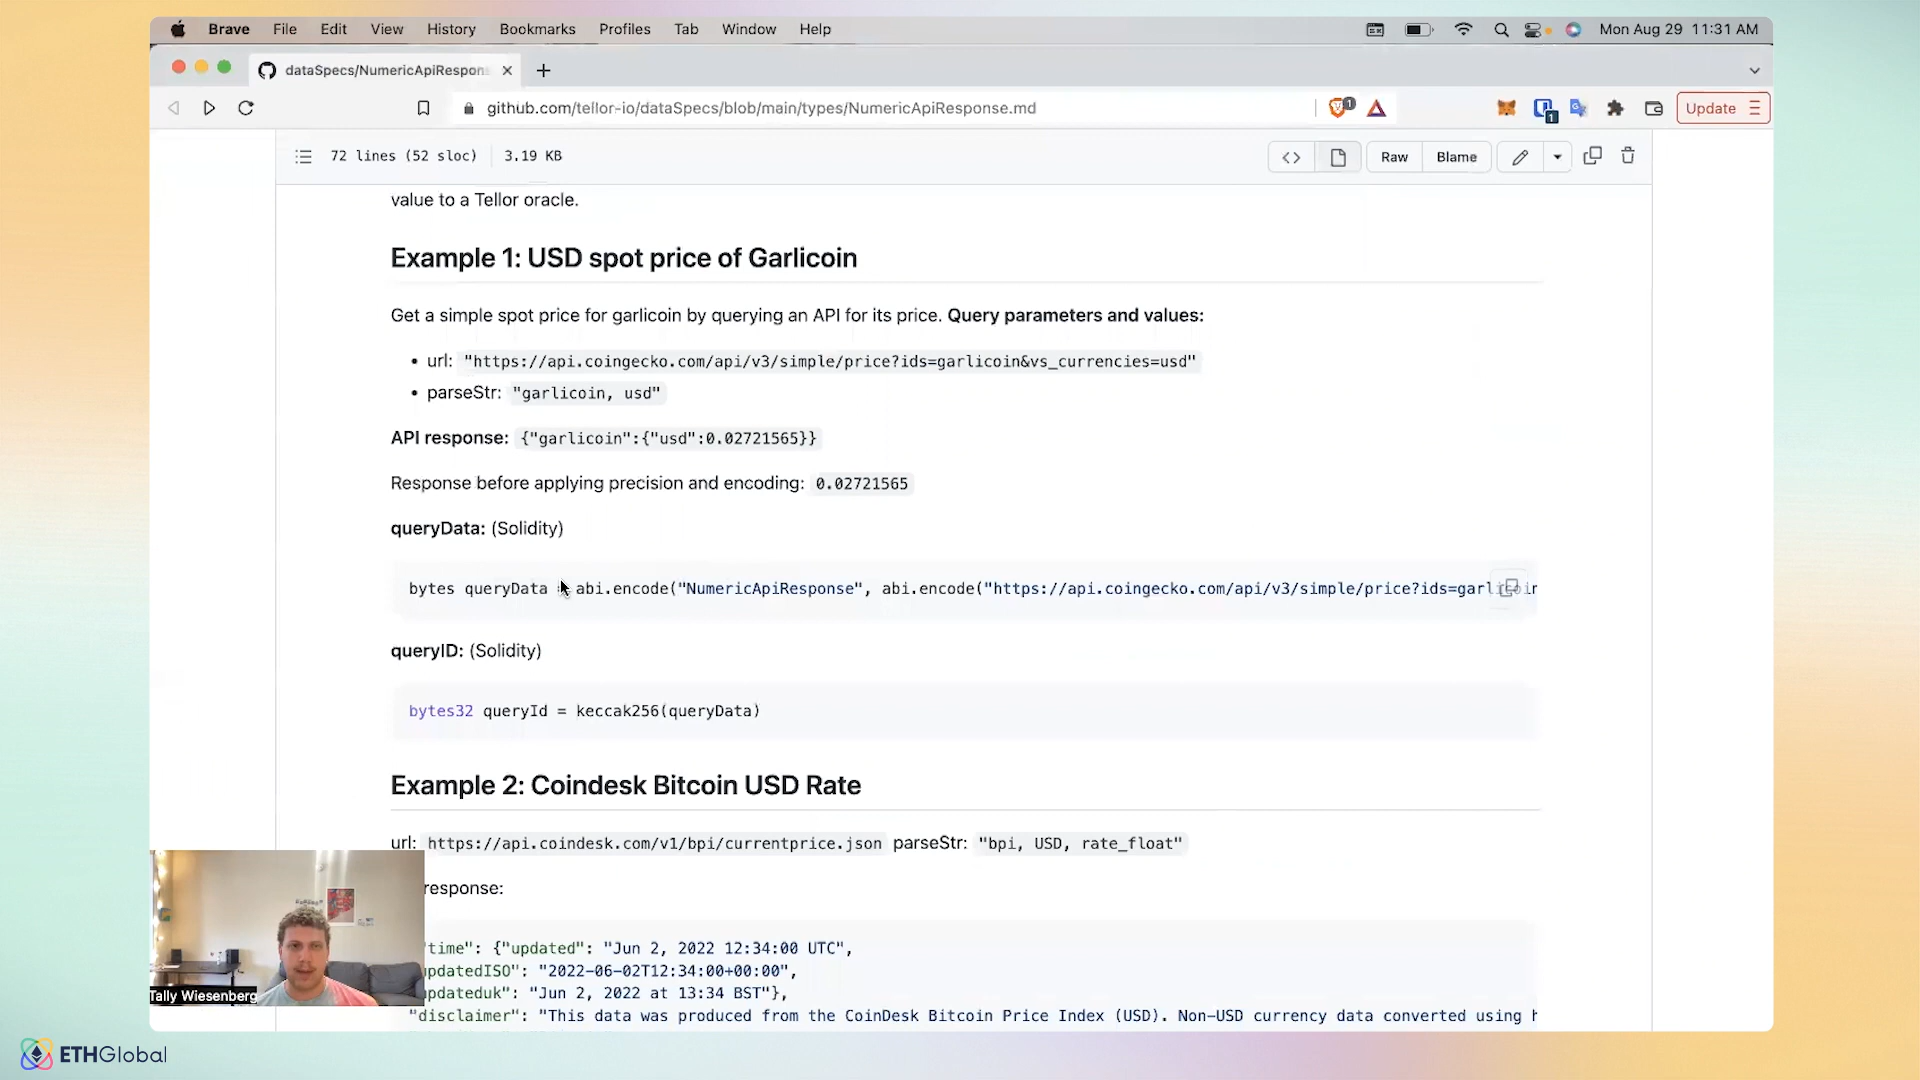 Brave File Edit View History Bookmarks Profiles Tab Window Help Mon Aug 29 11:31 AM
dataSpecs/NumericApiRespons
github.com/tellor-io/dataSpecs/blob/main/types/NumericApiResponse.md 1 1 Update
72 lines (52 sloc) 3.19 KB Raw Blame
value to a Tellor oracle.
Example 1: USD spot price of Garlicoin
Get a simple spot price for garlicoin by querying an API for its price. Query parameters and values:
• url: "https://api.coingecko.com/api/v3/simple/price?ids=garlicoin&vs_currencies=usd"
• parseStr: "garlicoin, usd"
API response: {"garlicoin":{"usd":0.02721565}}
Response before applying precision and encoding: 0.02721565
queryData: (Solidity)
bytes queryData = abi.encode("NumericApiResponse", abi.encode("https://api.coingecko.com/api/v3/simple/price?ids=garlicoin
queryID: (Solidity)
bytes32 queryId = keccak256(queryData)
Example 2: Coindesk Bitcoin USD Rate
url: https://api.coindesk.com/v1/bpi/currentprice.json parseStr: "bpi, USD, rate_float"
response:
"time": {"updated": "Jun 2, 2022 12:34:00 UTC",
updatedISO": "2022-06-02T12:34:00+00:00",
updateduk": "Jun 2, 2022 at 13:34 BST"},
"disclaimer": "This data was produced from the CoinDesk Bitcoin Price Index (USD). Non-USD currency data converted using h
Tally Wiesenberg
ETHGlobal